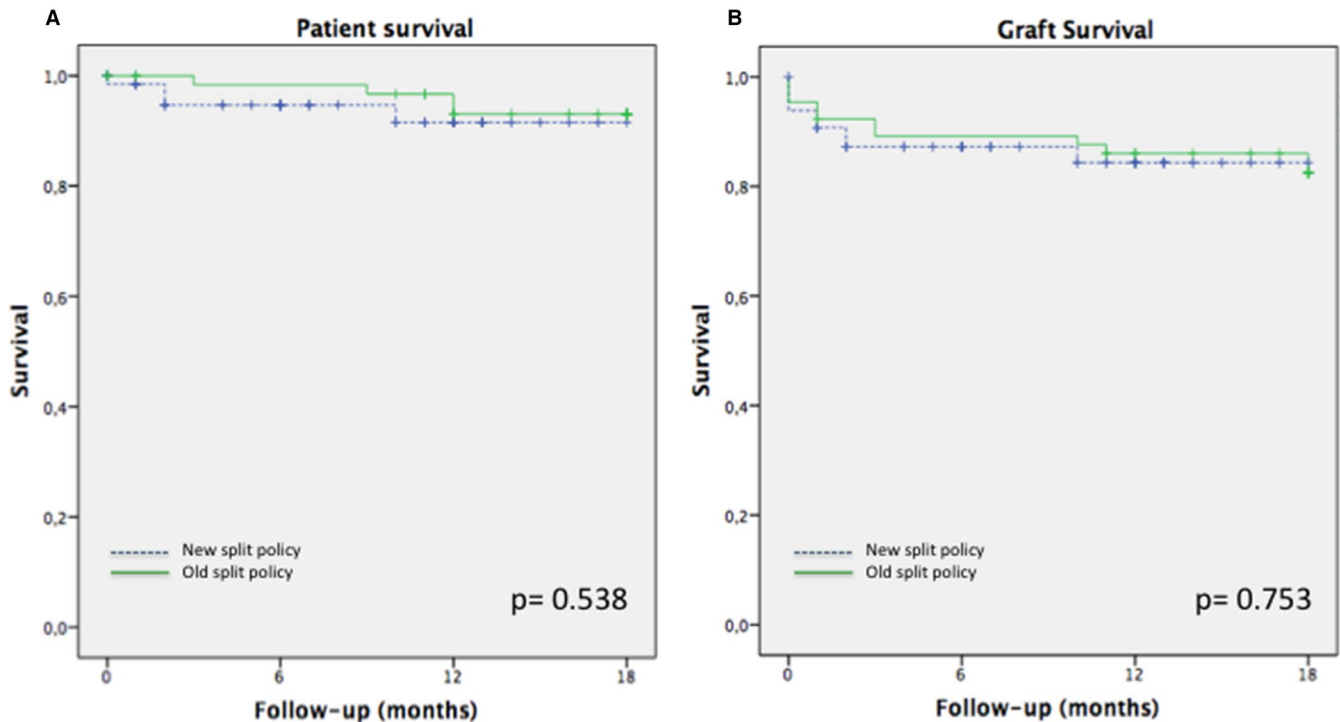 A
Patient survival
Survival
1,0
0,8
0,6
0,4
0,2
0,0
New split policy
Old split policy
p= 0.538
0 6 12 18
Follow-up (months)
B
Graft Survival
Survival
1,0
0,8
0,6
0,4
0,2
0,0
New split policy
Old split policy
p= 0.753
0 6 12 18
Follow-up (months)